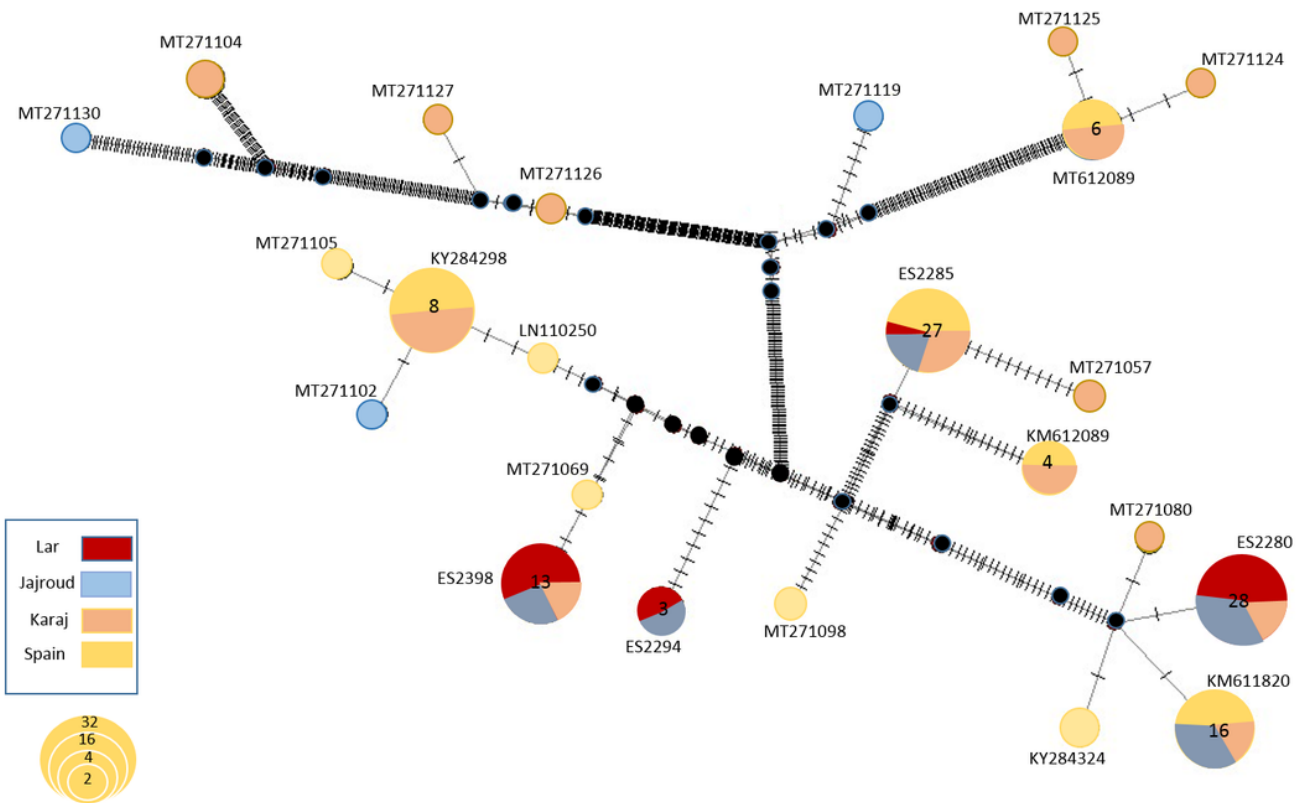 MT271125
MT271104
MT271124
MT271127
MT271119
MT271130
6
MT271126
MT612089
MT271105
KY284298
ES2285
8
LN110250
27
MT271057
MT271102
KM612089
4
MT271069
MT271080
ES2280
Lar
ES2398
13
Jajroud
3
28
Karaj
MT271098
ES2294
Spain
KM611820
16
32
16
KY284324
4
2